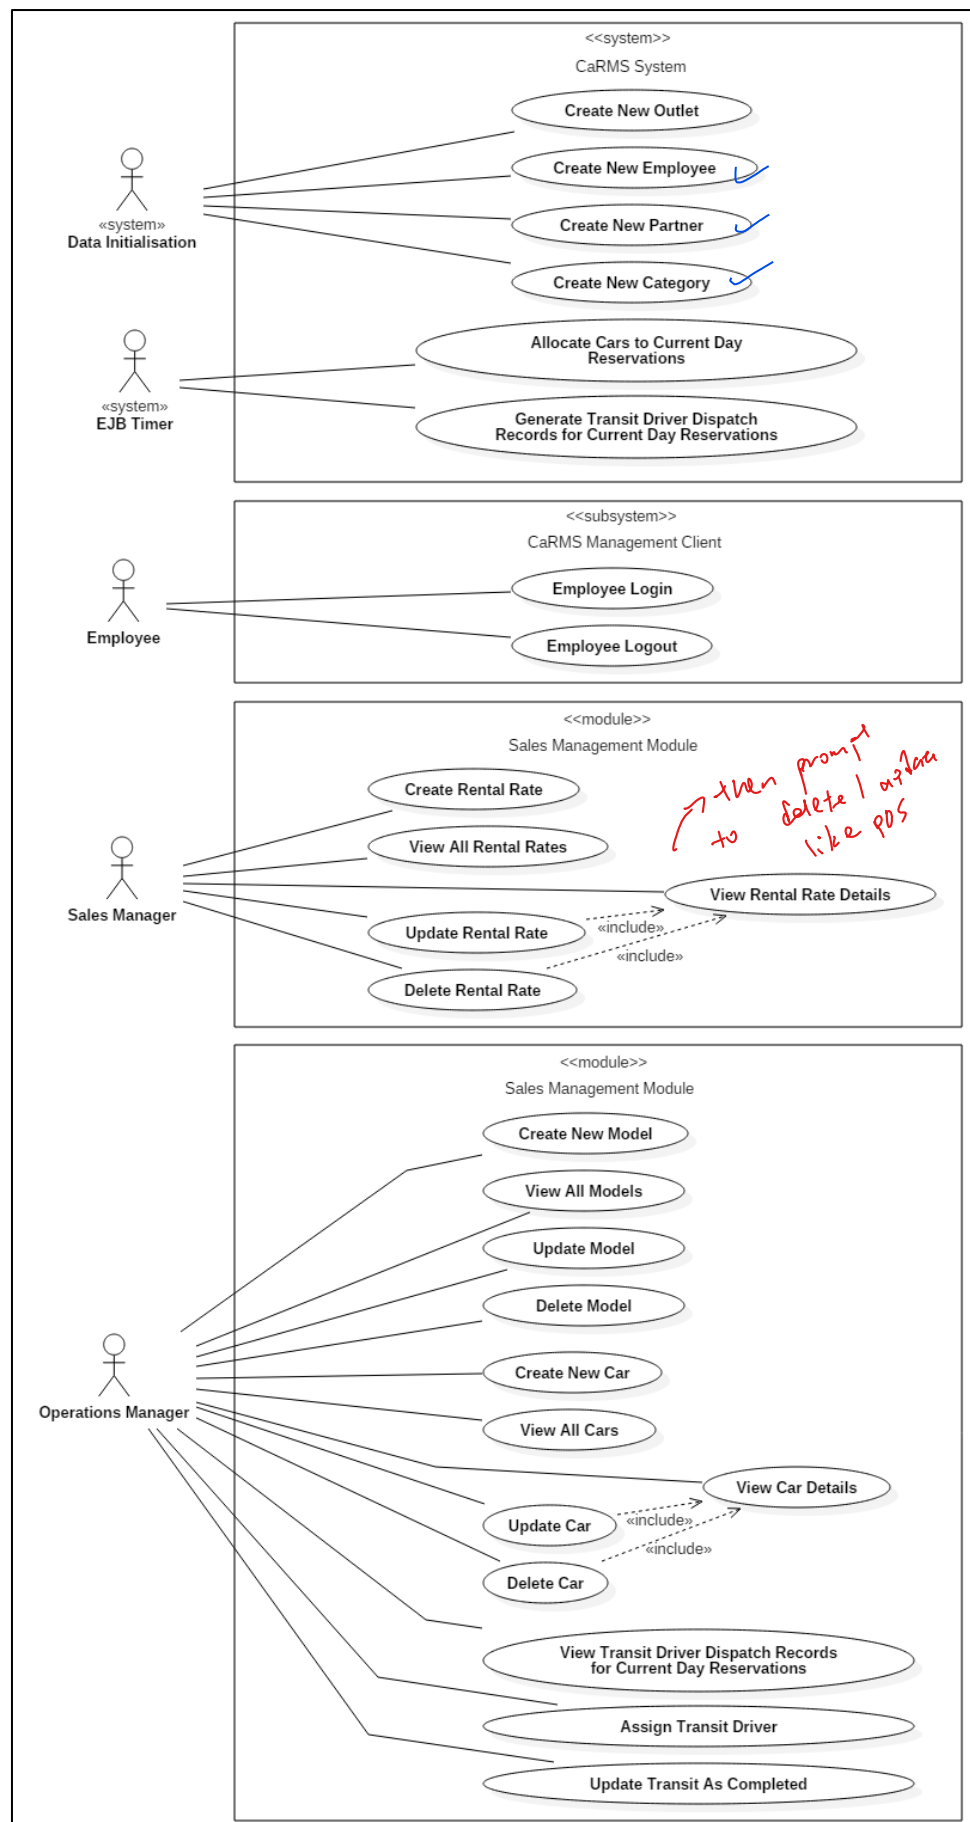 <<system>>
CaRMS System
Create New Outlet
Create New Employee
Create New Partner
Create New Category
«system»
Data Initialisation
Allocate Cars to Current Day
Reservations
Generate Transit Driver Dispatch
Records for Current Day Reservations
«system»
EJB Timer
<<subsystem>>
CaRMS Management Client
Employee Login
Employee Logout
Employee
<<module>>
Sales Management Module
then prompt
to delete / update
like POS
Create Rental Rate
View All Rental Rates
View Rental Rate Details
Update Rental Rate
«include»
«include»
Delete Rental Rate
Sales Manager
<<module>>
Sales Management Module
Create New Model
View All Models
Update Model
Delete Model
Create New Car
View All Cars
Operations Manager
View Car Details
Update Car
«include»
«include»
Delete Car
View Transit Driver Dispatch Records
for Current Day Reservations
Assign Transit Driver
Update Transit As Completed